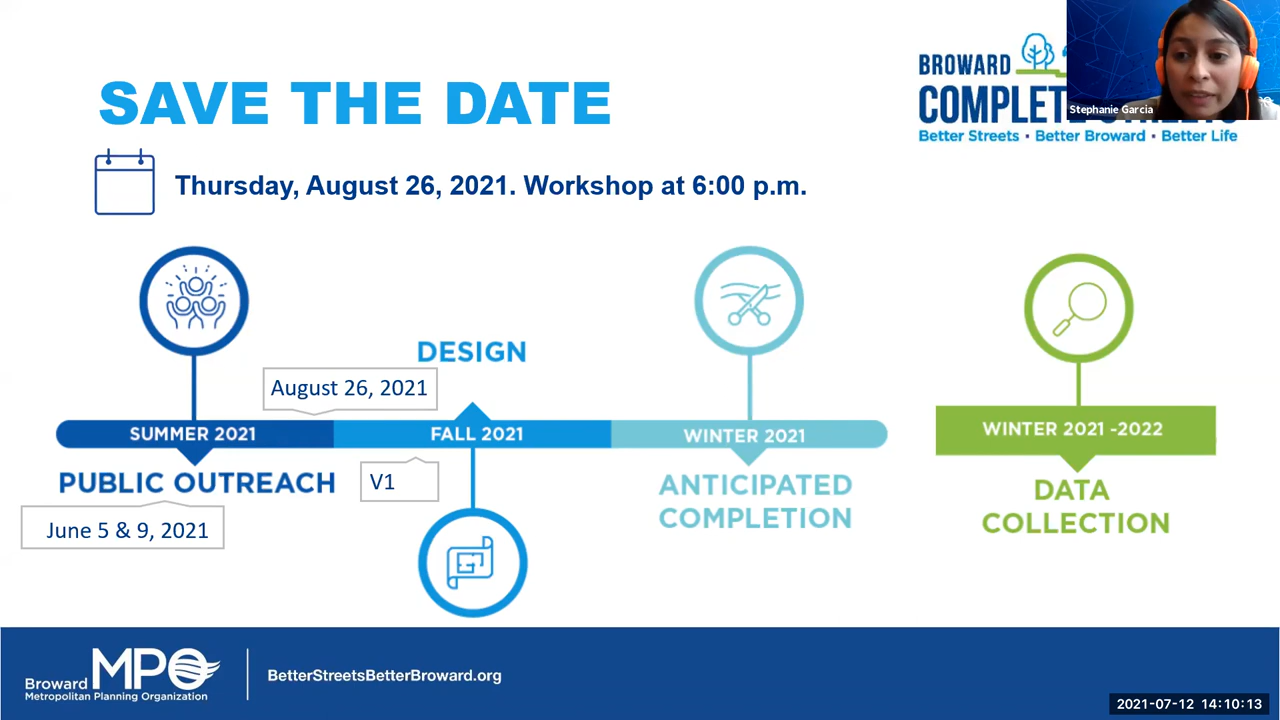 SAVE THE DATE
BROWARD
COMPLETE STREETS
Better Streets · Better Broward · Better Life
Stephanie Garcia
Thursday, August 26, 2021. Workshop at 6:00 p.m.
DESIGN
August 26, 2021
SUMMER 2021
FALL 2021
WINTER 2021
WINTER 2021 -2022
PUBLIC OUTREACH
V1
ANTICIPATED
COMPLETION
DATA
COLLECTION
June 5 & 9, 2021
Broward MPO
Metropolitan Planning Organization
BetterStreetsBetterBroward.org
2021-07-12 14:10:13